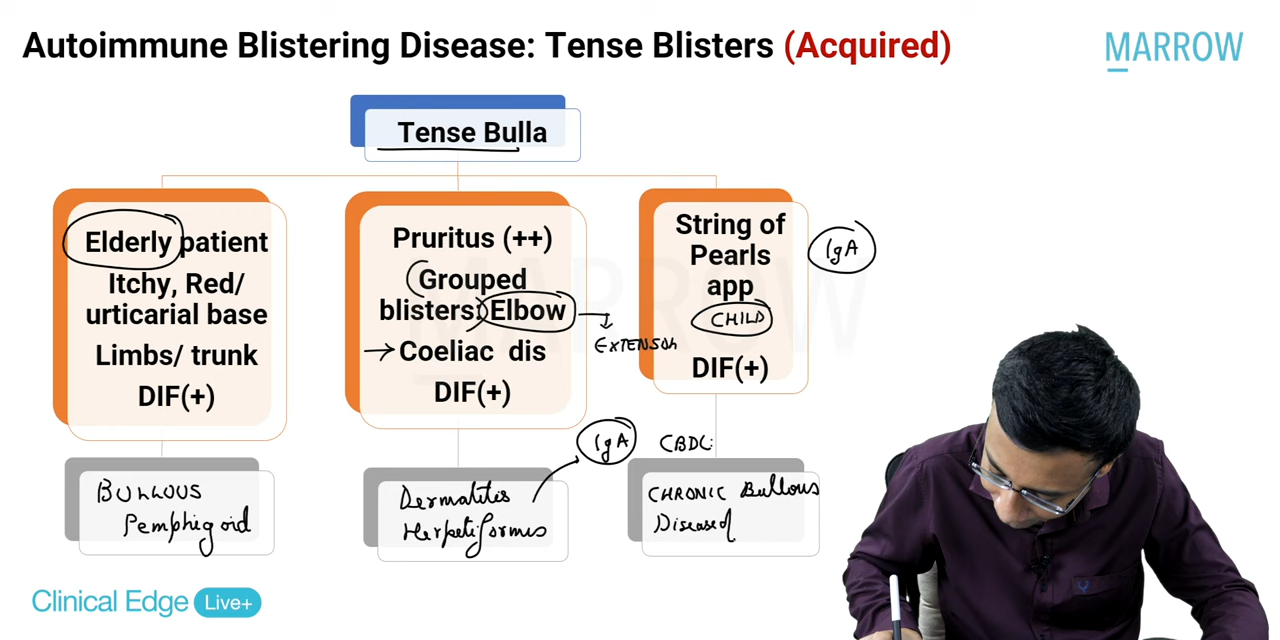 Autoimmune Blistering Disease: Tense Blisters (Acquired)
MARROW
Tense Bulla
Elderly patient
Itchy, Red/
urticarial base
Limbs/ trunk
DIF(+)
BULLOUS
Pemphigoid
Pruritus (++)
Grouped
blisters: Elbow
EXTENSOR
Coeliac dis
DIF(+)
IgA
Dermatitis
Herpetiformis
String of
Pearls
app
CHILD
DIF(+)
IgA
CBDC
CHRONIC Bullous
Disease of
MARROW
Clinical Edge Live+